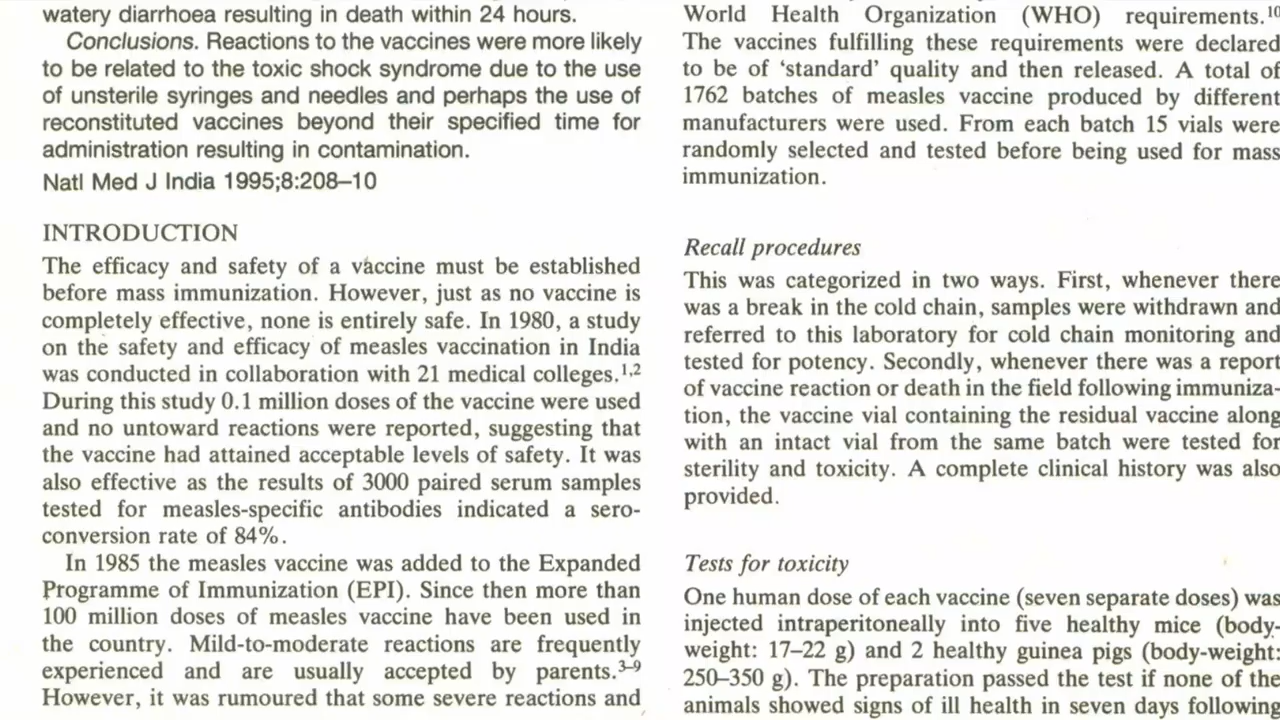 watery diarrhoea resulting in death within 24 hours.
Conclusions. Reactions to the vaccines were more likely
to be related to the toxic shock syndrome due to the use
of unsterile syringes and needles and perhaps the use of
reconstituted vaccines beyond their specified time for
administration resulting in contamination.
Natl Med J India 1995;8:208–10
INTRODUCTION
The efficacy and safety of a vaccine must be established
before mass immunization. However, just as no vaccine is
completely effective, none is entirely safe. In 1980, a study
on the safety and efficacy of measles vaccination in India
was conducted in collaboration with 21 medical colleges.1,2
During this study 0.1 million doses of the vaccine were used
and no untoward reactions were reported, suggesting that
the vaccine had attained acceptable levels of safety. It was
also effective as the results of 3000 paired serum samples
tested for measles-specific antibodies indicated a sero-
conversion rate of 84%.
In 1985 the measles vaccine was added to the Expanded
Programme of Immunization (EPI). Since then more than
100 million doses of measles vaccine have been used in
the country. Mild-to-moderate reactions are frequently
experienced and are usually accepted by parents.3–9
However, it was rumoured that some severe reactions and
World Health Organization (WHO) requirements.10
The vaccines fulfilling these requirements were declared
to be of ‘standard’ quality and then released. A total of
1762 batches of measles vaccine produced by different
manufacturers were used. From each batch 15 vials were
randomly selected and tested before being used for mass
immunization.
Recall procedures
This was categorized in two ways. First, whenever there
was a break in the cold chain, samples were withdrawn and
referred to this laboratory for cold chain monitoring and
tested for potency. Secondly, whenever there was a report
of vaccine reaction or death in the field following immuniza-
tion, the vaccine vial containing the residual vaccine along
with an intact vial from the same batch were tested for
sterility and toxicity. A complete clinical history was also
provided.
Tests for toxicity
One human dose of each vaccine (seven separate doses) was
injected intraperitoneally into five healthy mice (body-
weight: 17–22 g) and 2 healthy guinea pigs (body-weight:
250–350 g). The preparation passed the test if none of the
animals showed signs of ill health in seven days following